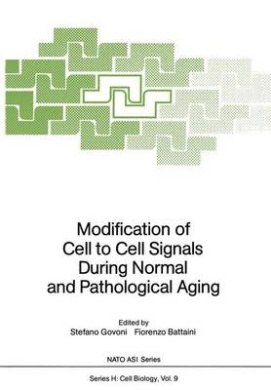 Modification of
Cell to Cell Signals
During Normal
and Pathological Aging
Edited by
Stefano Govoni Fiorenzo Battaini
NATO ASI Series
Series H: Cell Biology, Vol. 9